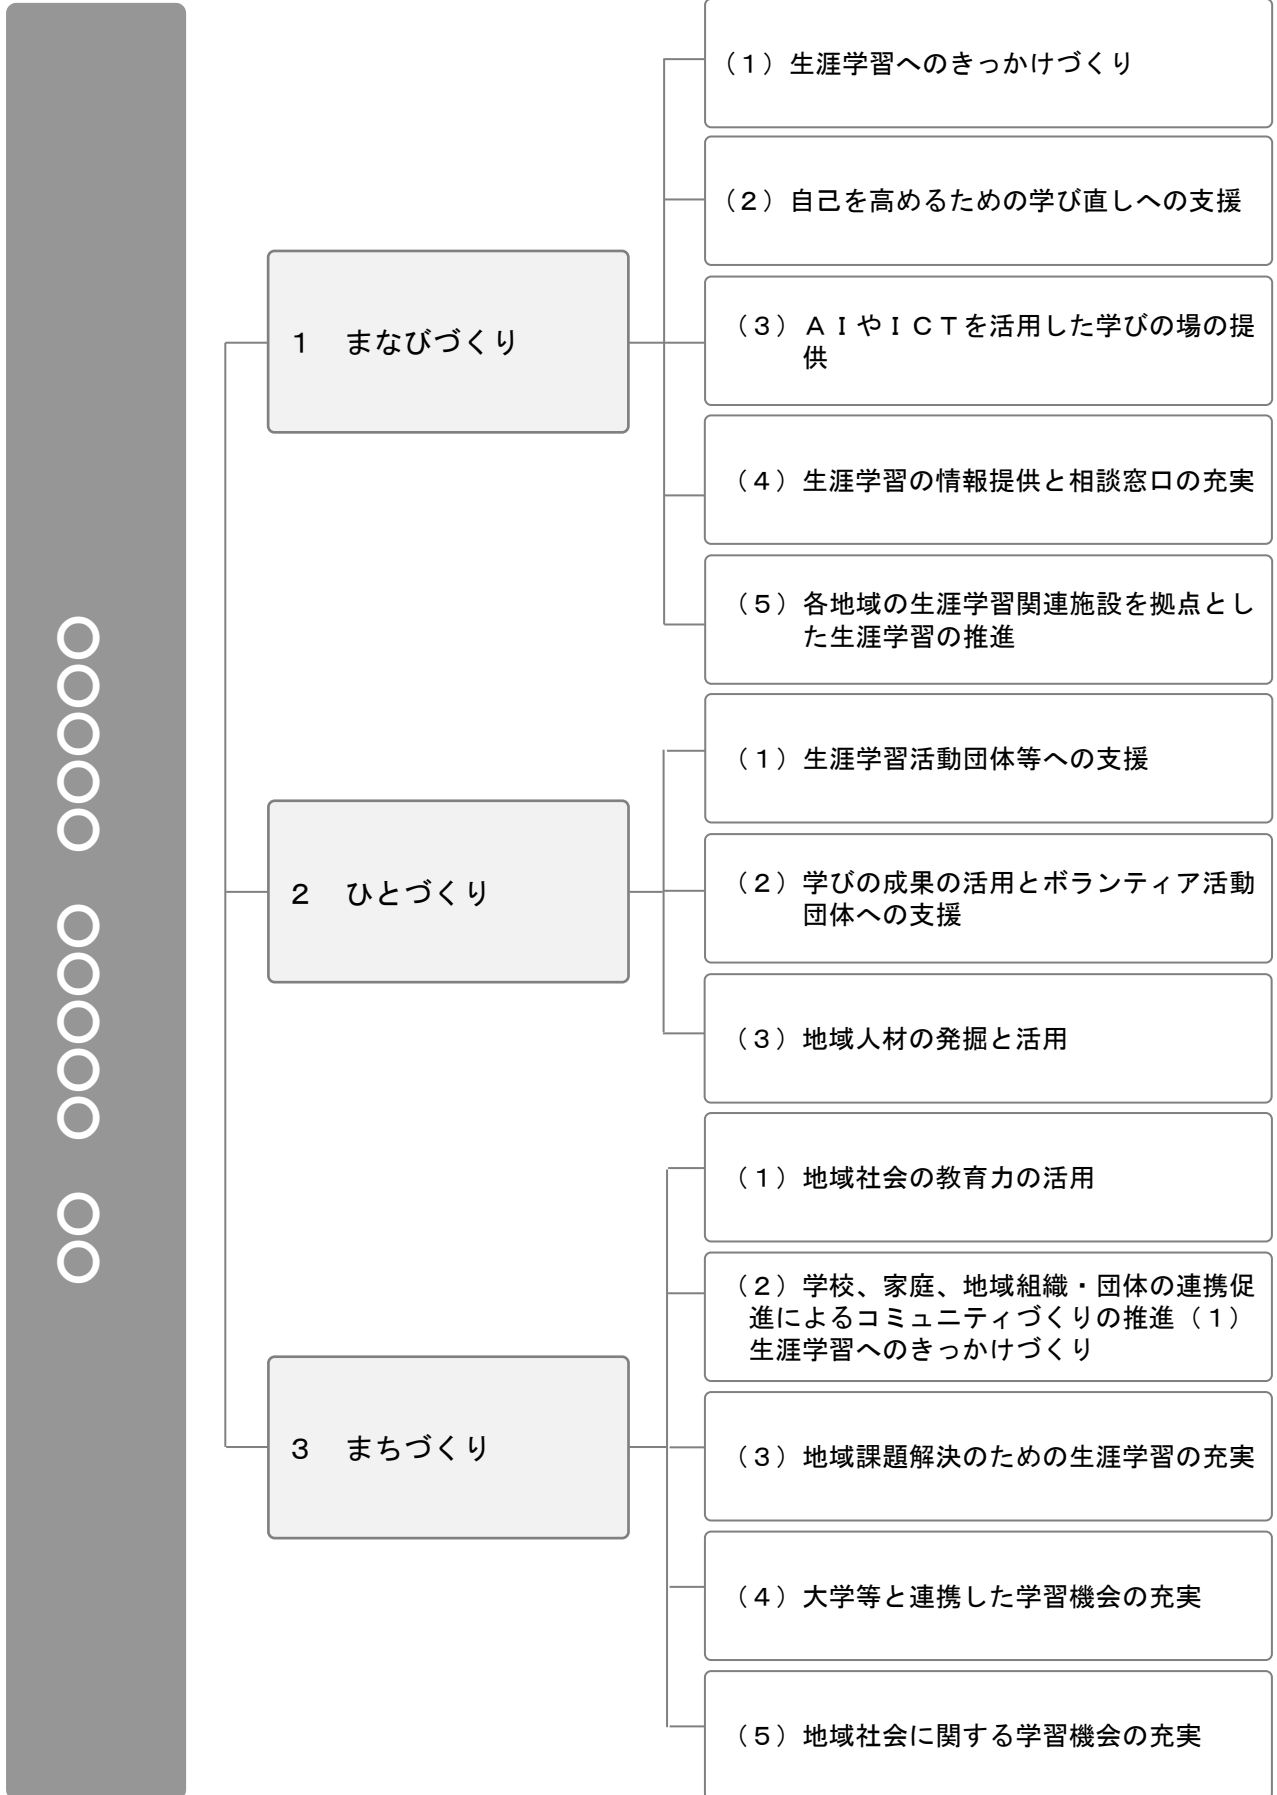 〇〇〇〇〇　〇〇〇〇〇　〇〇
１　まなびづくり
（１）生涯学習へのきっかけづくり
（２）自己を高めるための学び直しへの支援
（３）ＡＩやＩＣＴを活用した学びの場の提
供
（４）生涯学習の情報提供と相談窓口の充実
（５）各地域の生涯学習関連施設を拠点とし
た生涯学習の推進
２　ひとづくり
（１）生涯学習活動団体等への支援
（２）学びの成果の活用とボランティア活動
団体への支援
（３）地域人材の発掘と活用
３　まちづくり
（１）地域社会の教育力の活用
（２）学校、家庭、地域組織・団体の連携促
進によるコミュニティづくりの推進（１）
生涯学習へのきっかけづくり
（３）地域課題解決のための生涯学習の充実
（４）大学等と連携した学習機会の充実
（５）地域社会に関する学習機会の充実